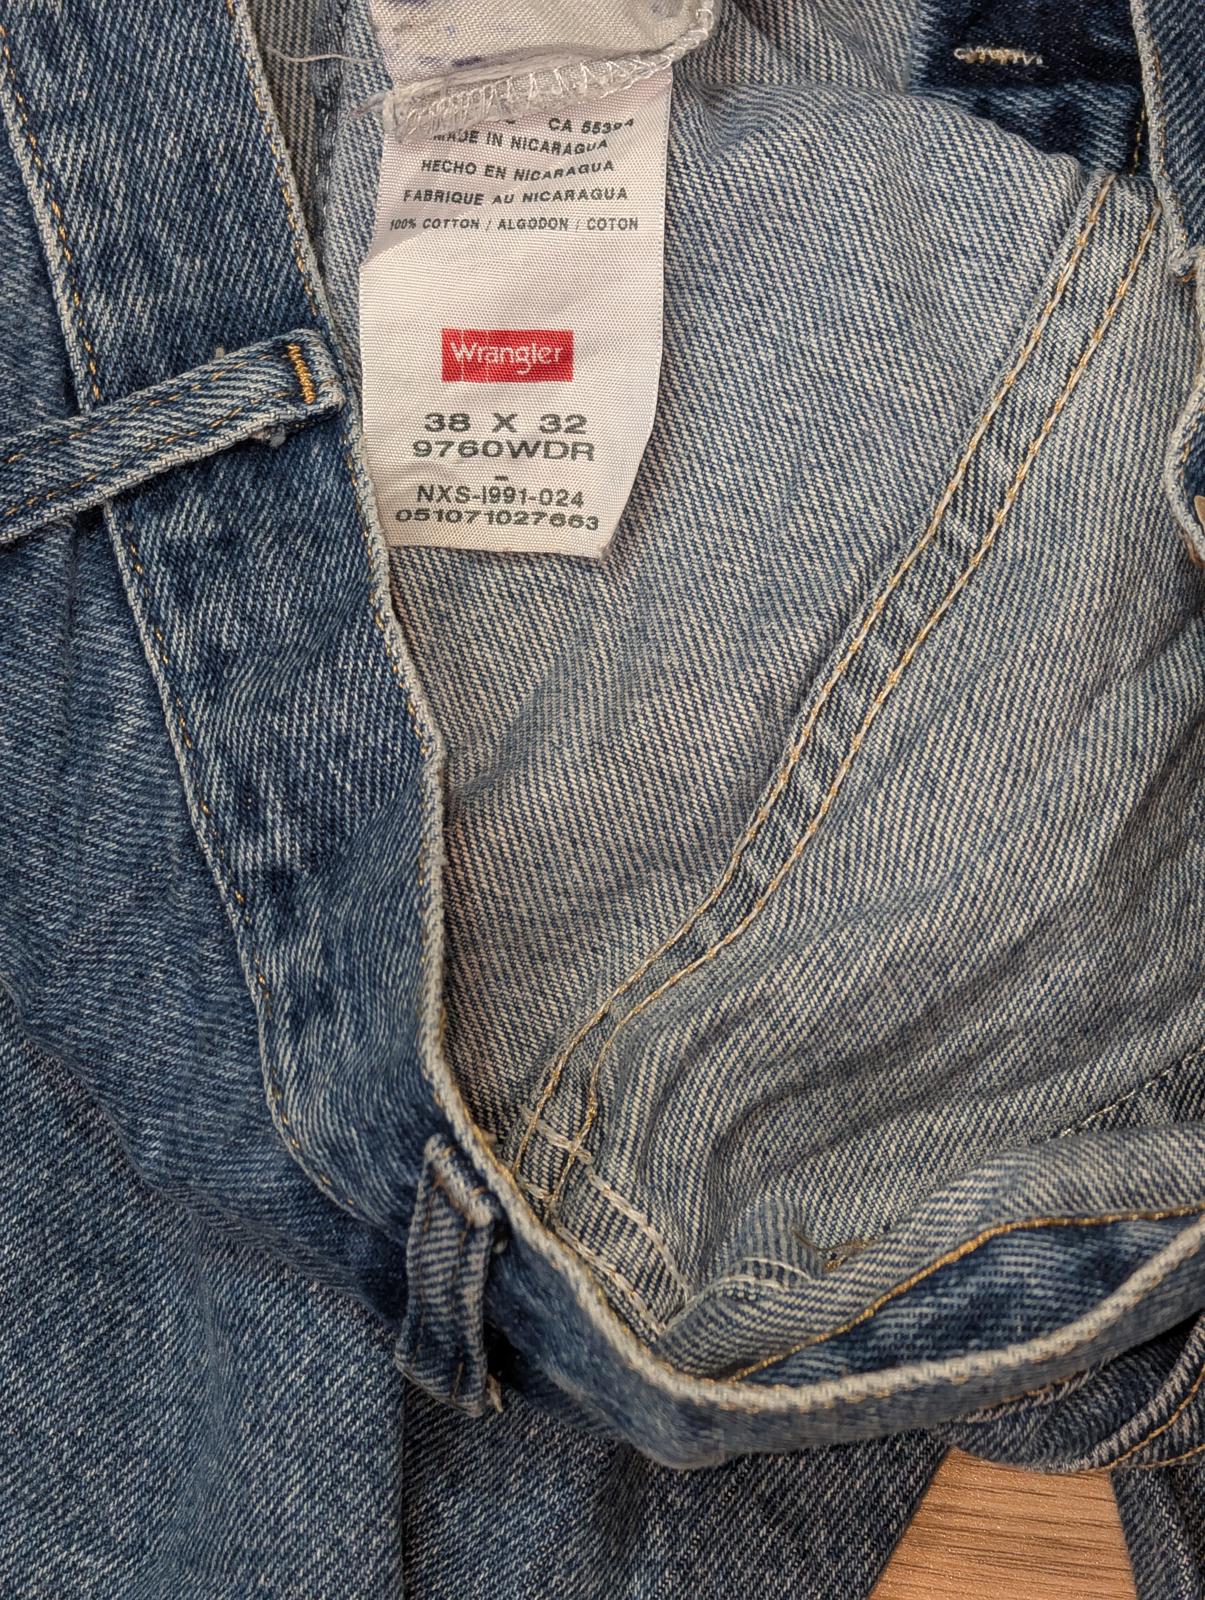 CA 55394
MADE IN NICARAGUA
HECHO EN NICARAGUA
FABRIQUE AU NICARAGUA
100% COTTON / ALGODON / COTON
Wrangler
38 X 32
9760WDR
-
NXS-I991-024
051071027663